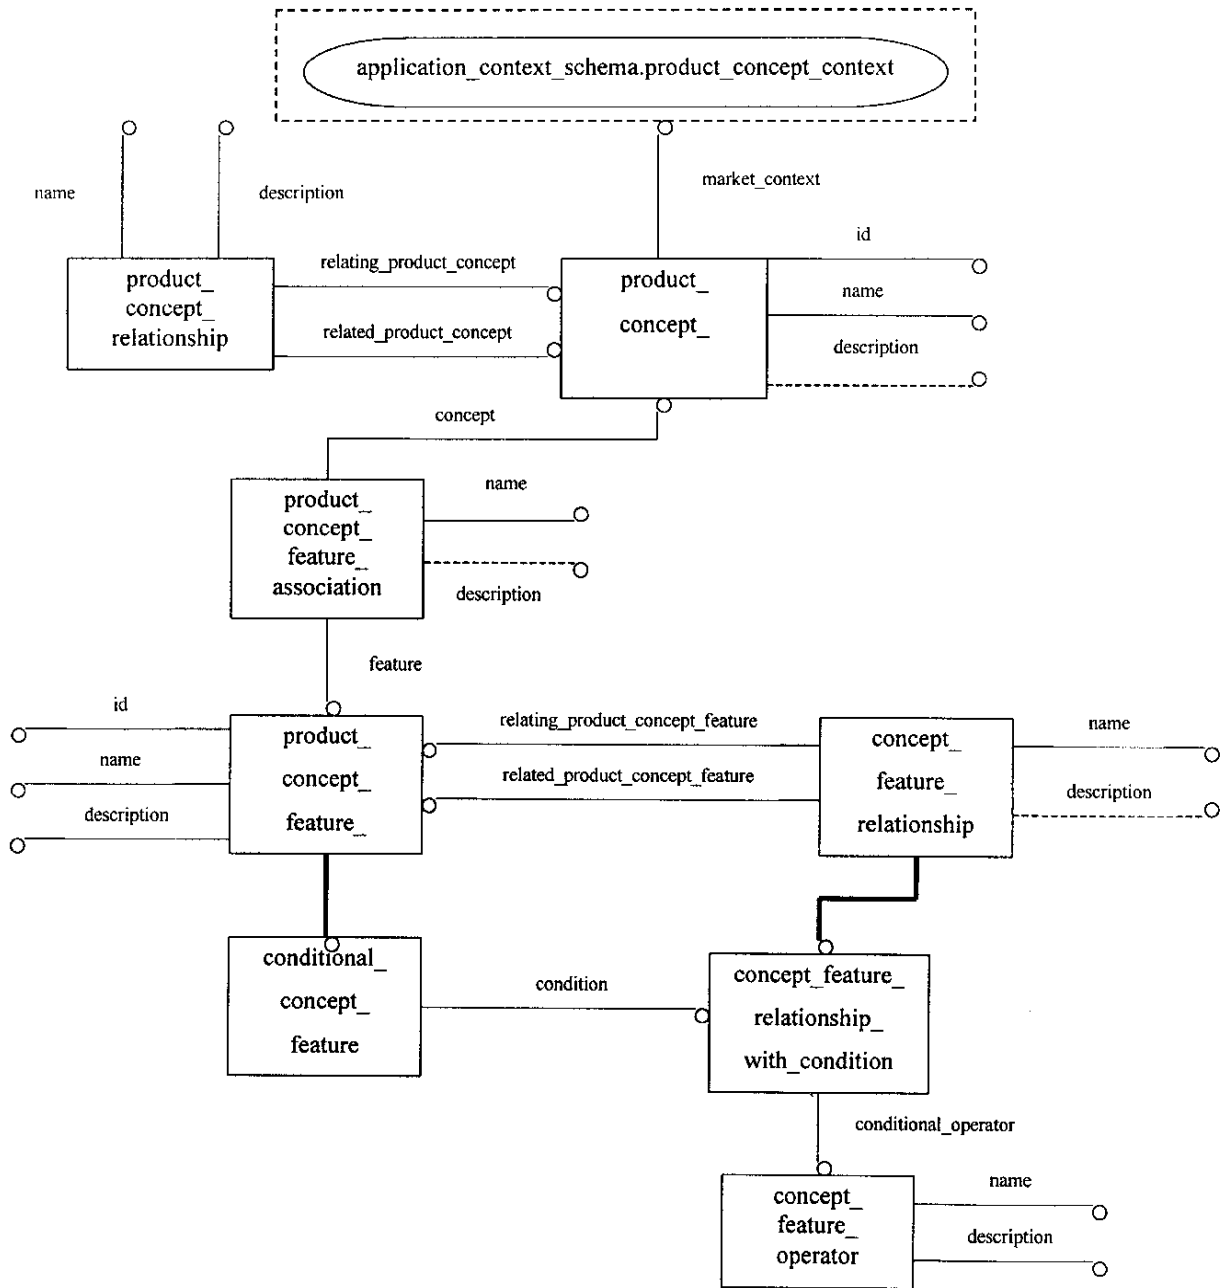 application_context_schema.product_concept_context
market_context
name
description
product_
concept_
relationship
relating_product_concept
related_product_concept
product_
concept_
id
name
description
concept
product_
concept_
feature_
association
name
description
feature
id
name
description
product_
concept_
feature_
relating_product_concept_feature
related_product_concept_feature
concept_
feature_
relationship
name
description
conditional_
concept_
feature
condition
concept_feature_
relationship_
with_condition
conditional_operator
concept_
feature_
operator
name
description